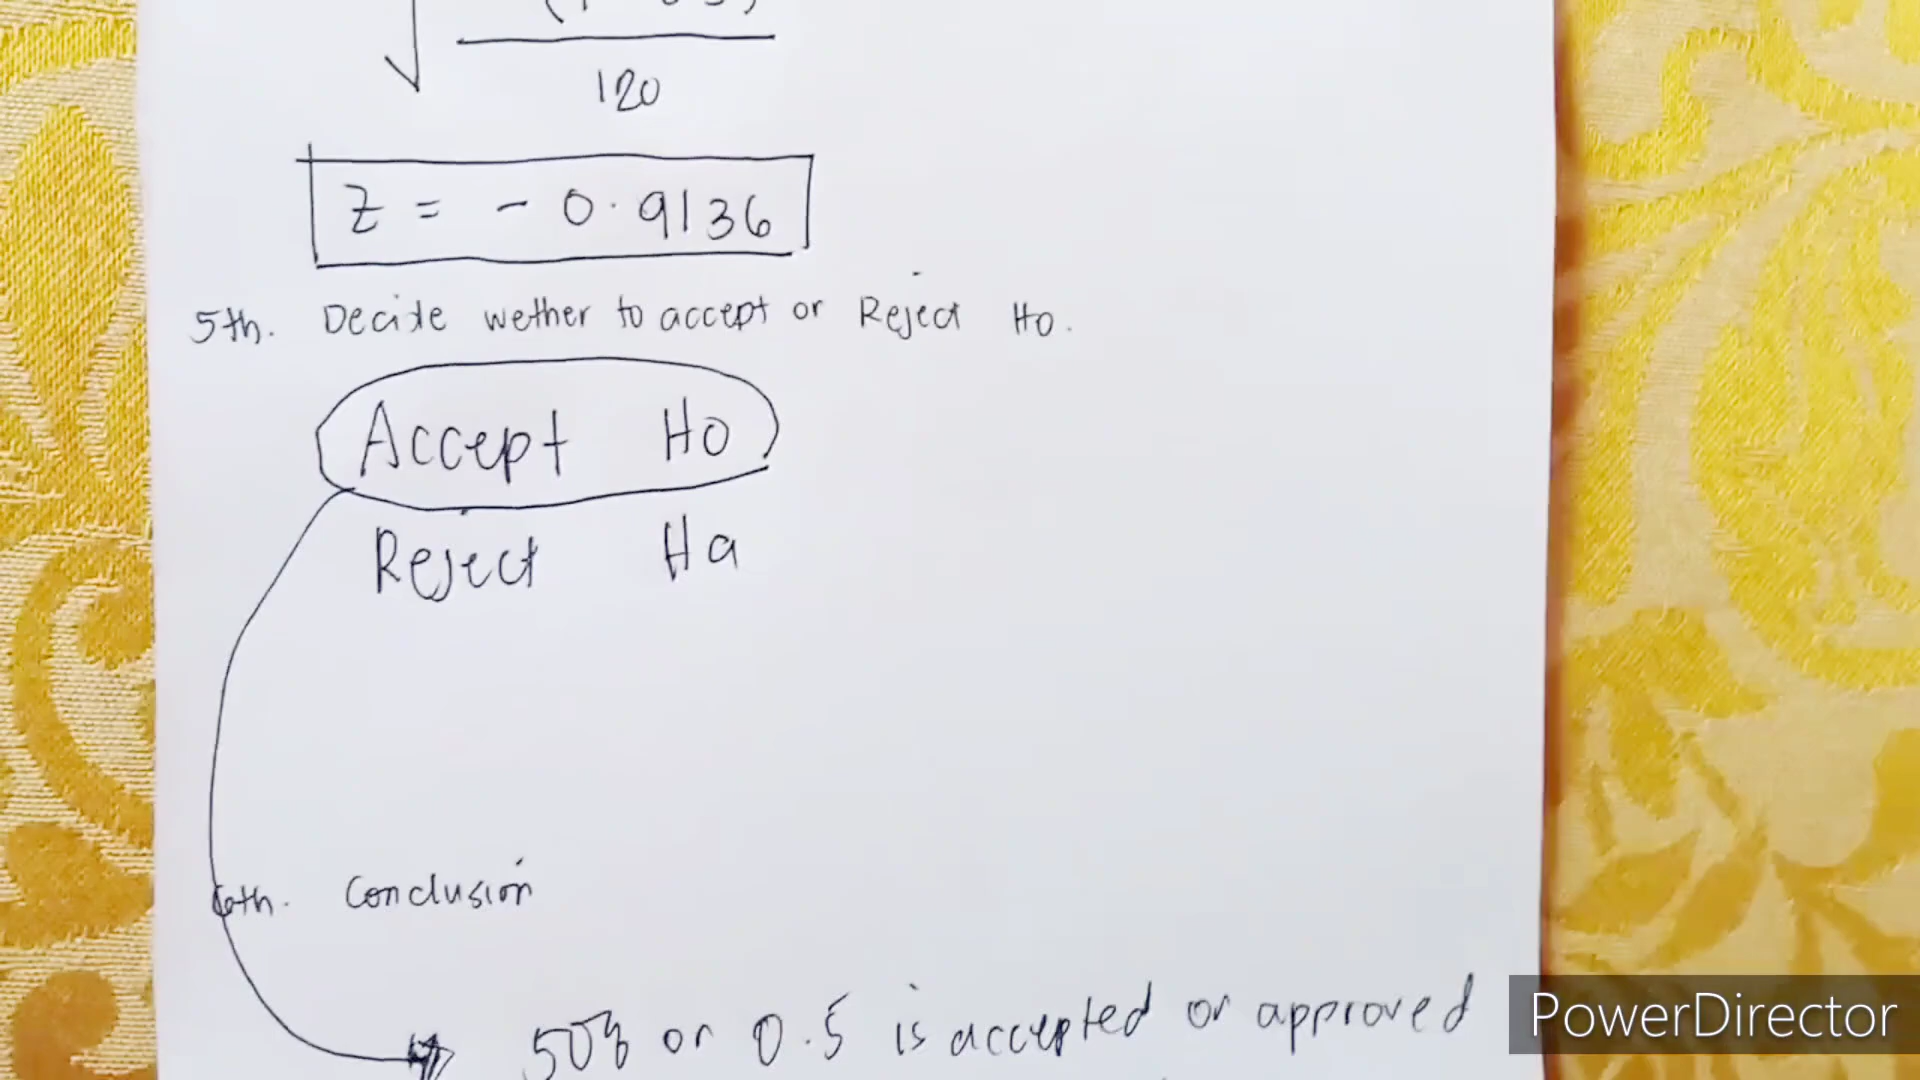 120
Z = - 0.9136
5th. Decide wether to accept or Reject Ho.
Accept Ho
Reject Ha
6th. Conclusion
50% or 0.5 is accepted or approved
PowerDirector